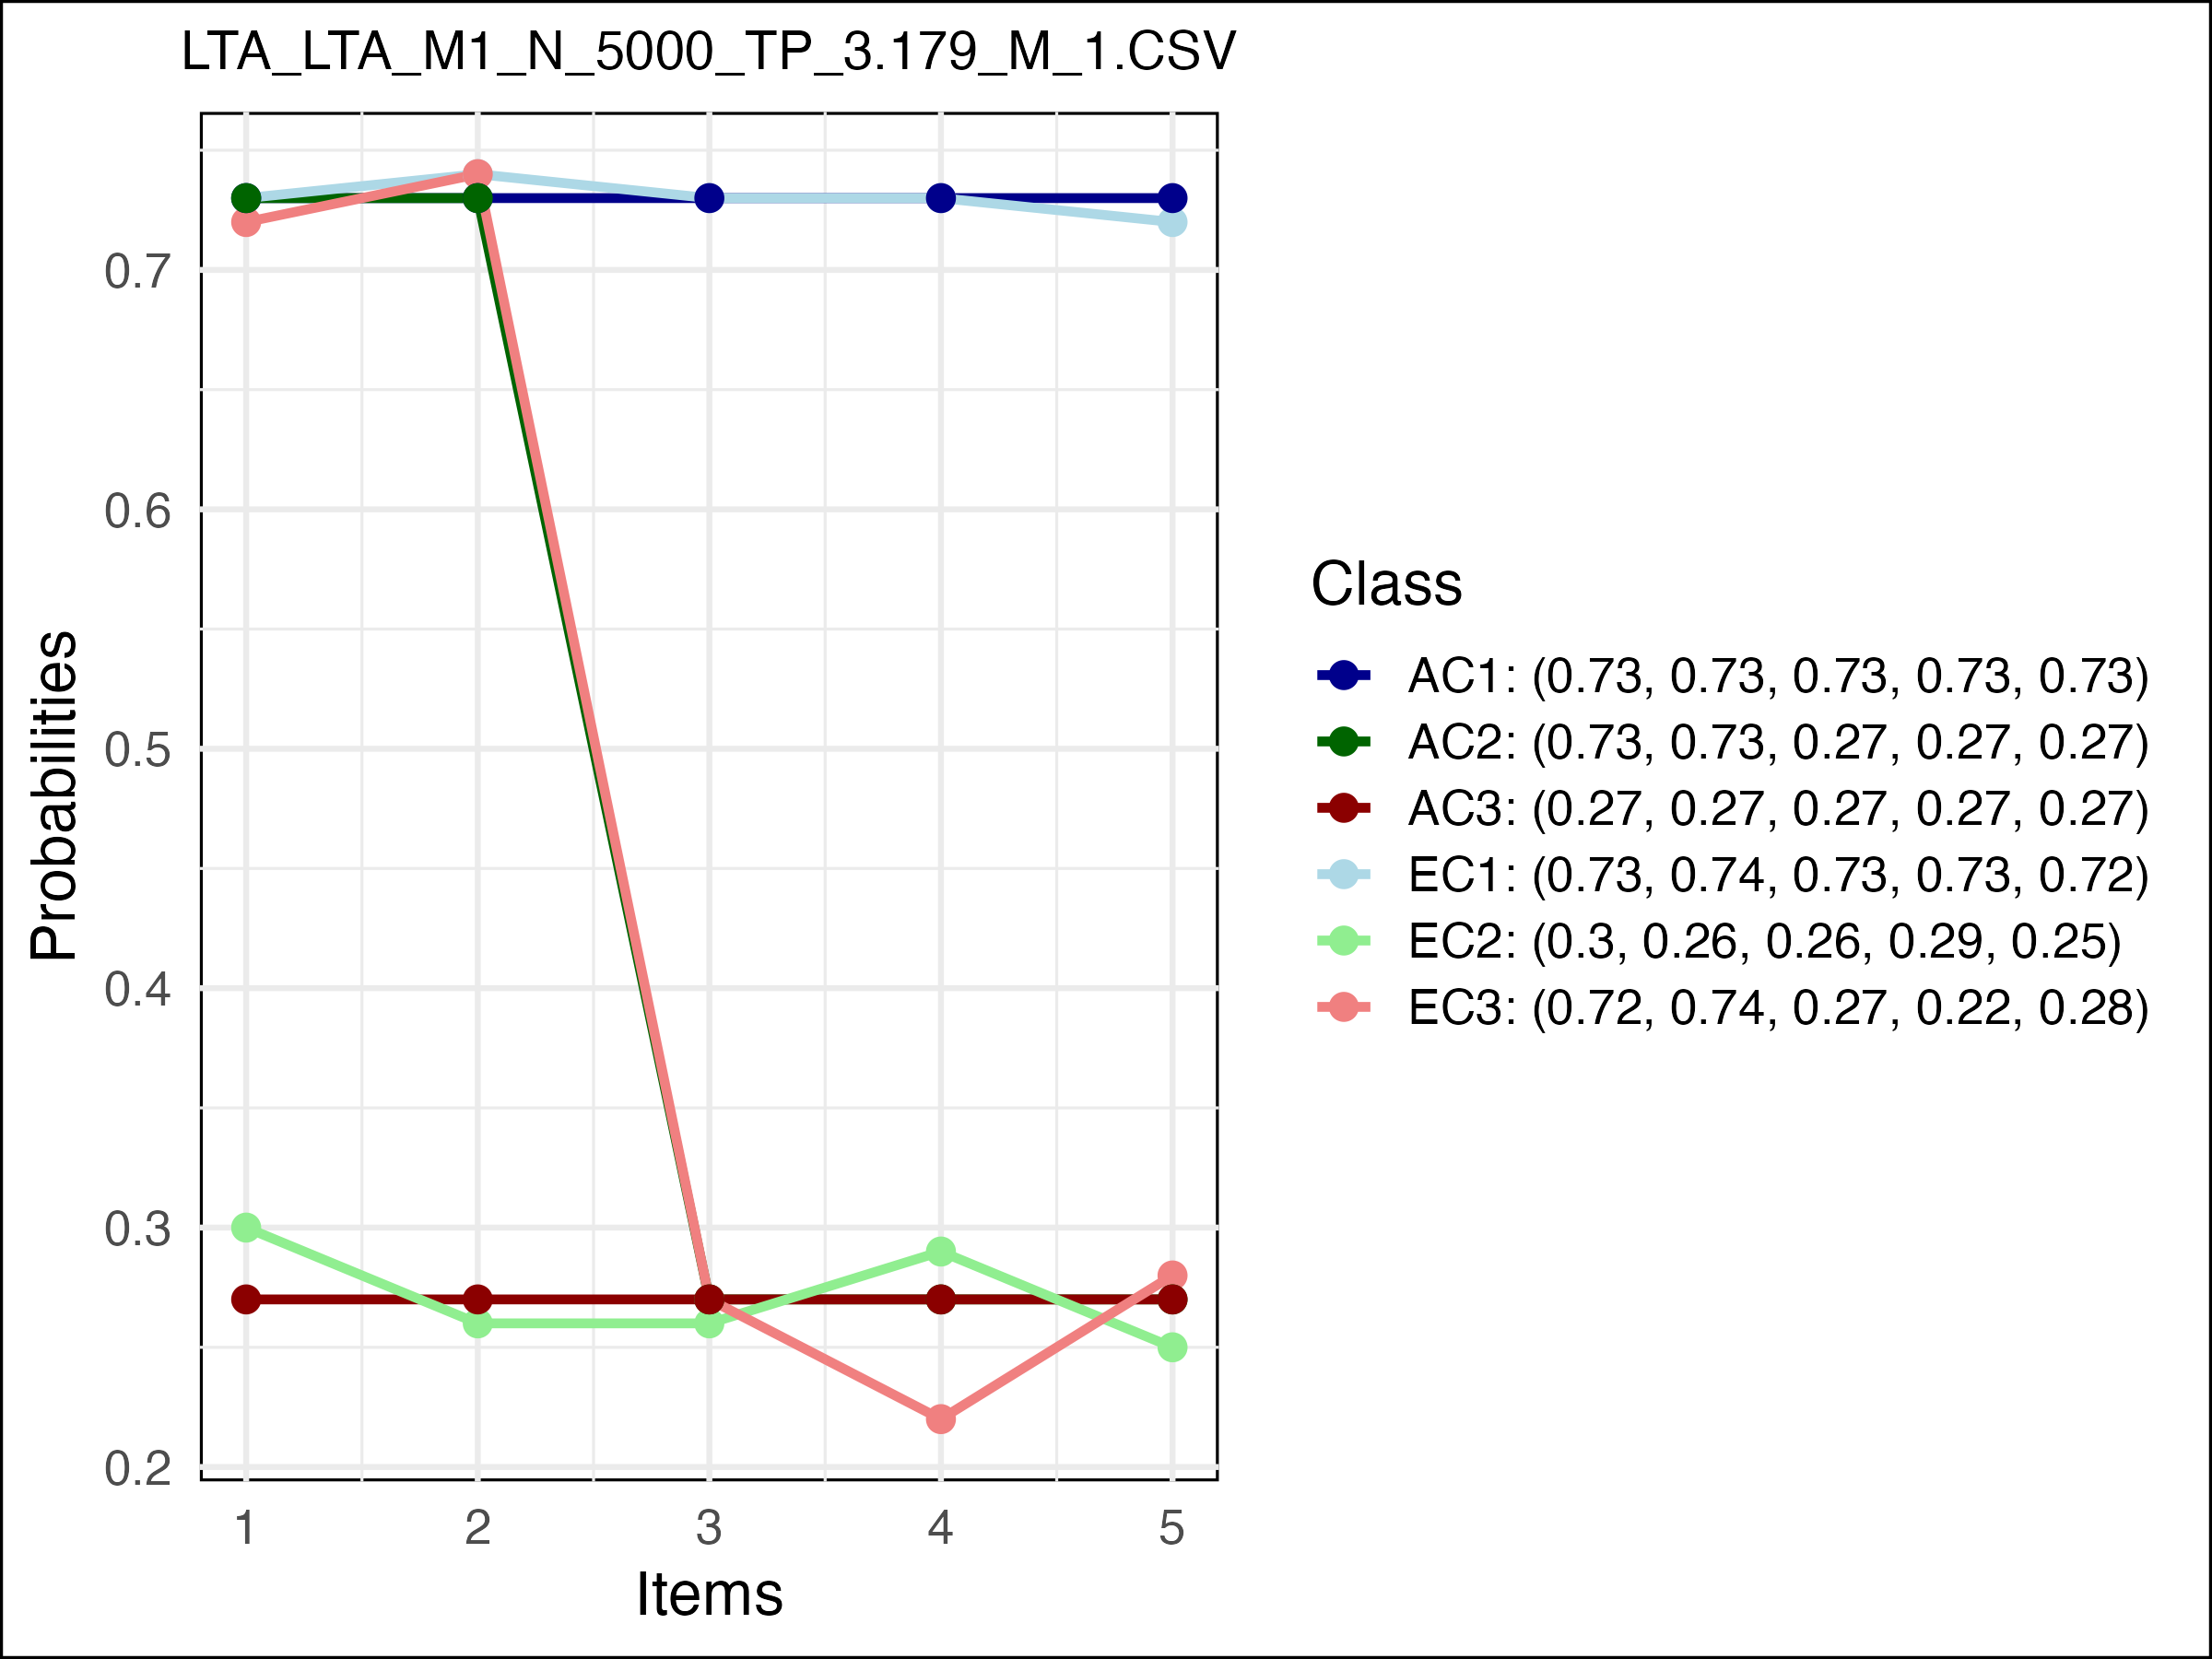 LTA_LTA_M1_N_5000_TP_3.179_M_1.CSV
Probabilities
0.7
0.6
0.5
0.4
0.3
0.2
1 2 3 4 5
Items
Class
AC1: (0.73, 0.73, 0.73, 0.73, 0.73)
AC2: (0.73, 0.73, 0.27, 0.27, 0.27)
AC3: (0.27, 0.27, 0.27, 0.27, 0.27)
EC1: (0.73, 0.74, 0.73, 0.73, 0.72)
EC2: (0.3, 0.26, 0.26, 0.29, 0.25)
EC3: (0.72, 0.74, 0.27, 0.22, 0.28)